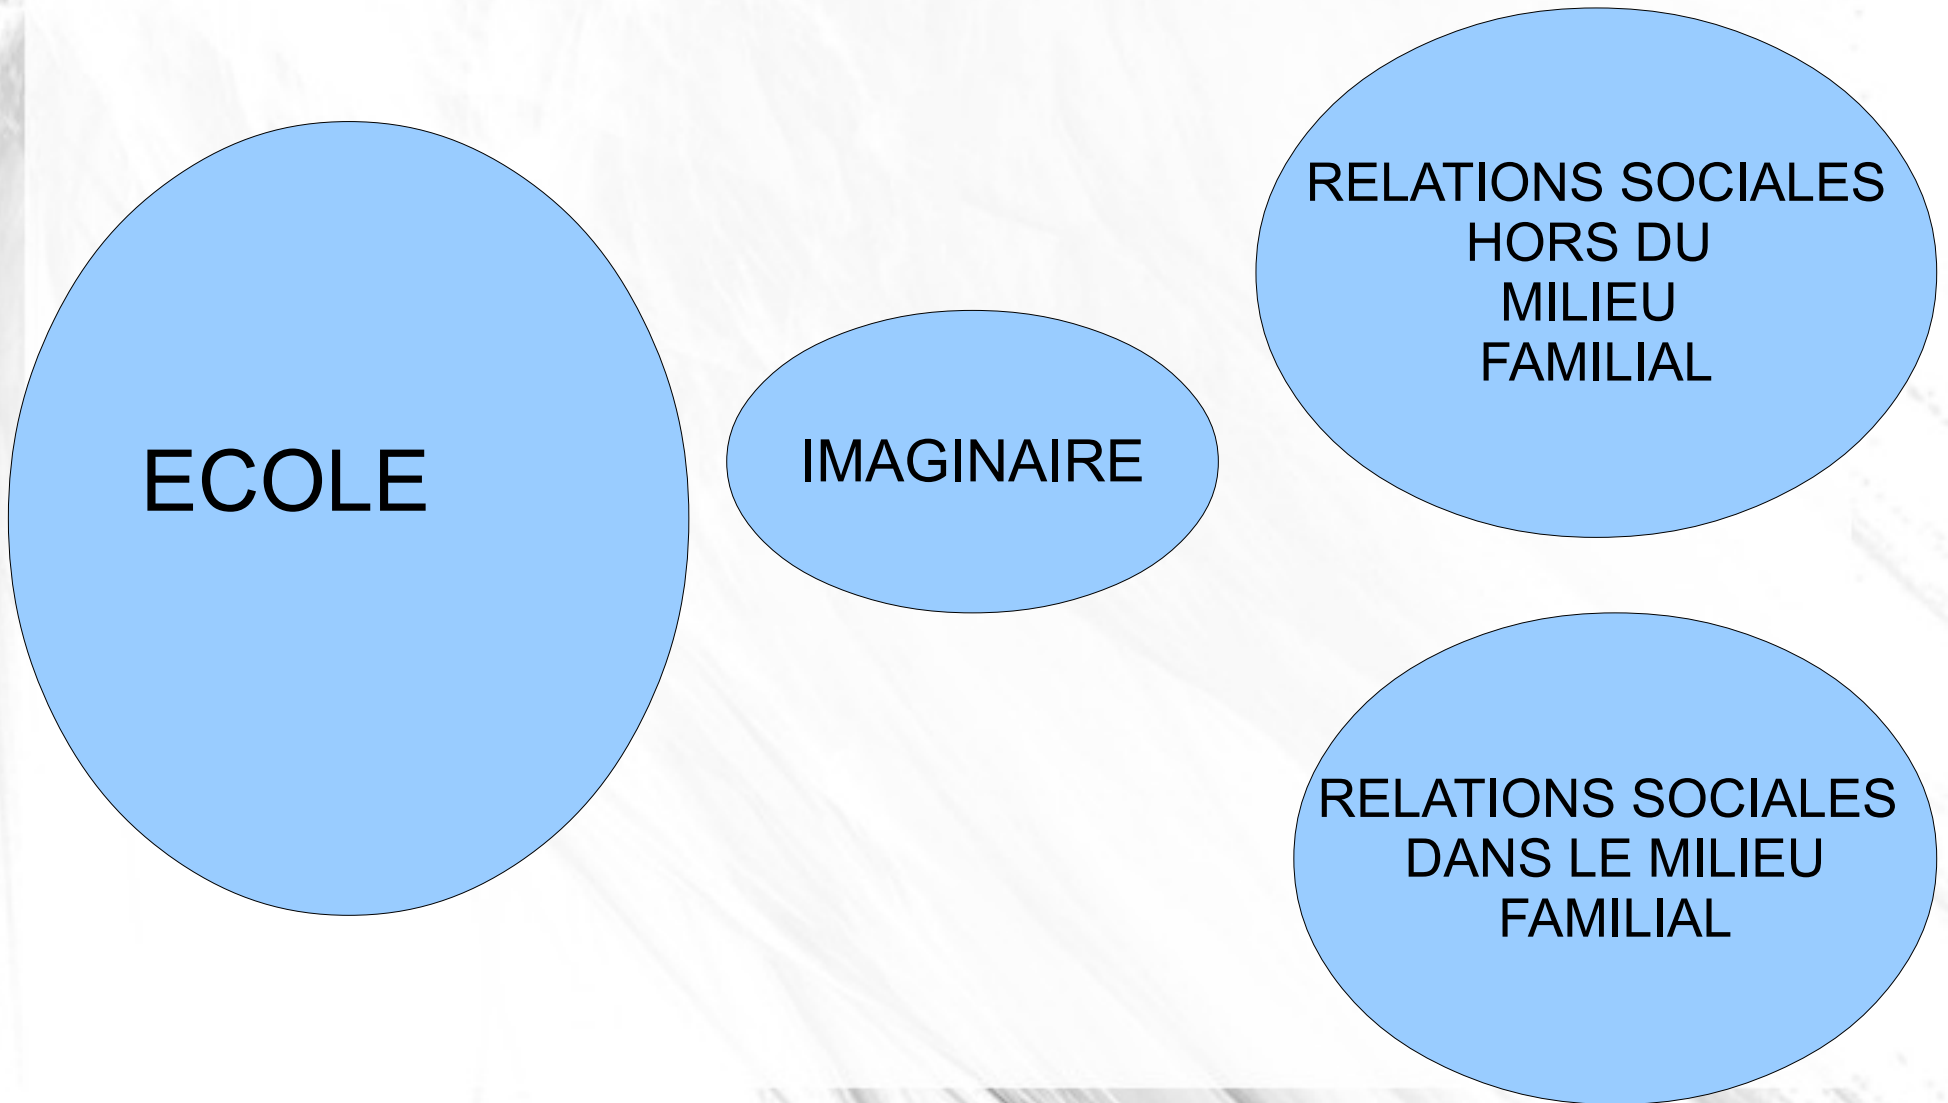 ECOLE
IMAGINAIRE
RELATIONS SOCIALES
HORS DU
MILIEU
FAMILIAL
RELATIONS SOCIALES
DANS LE MILIEU
FAMILIAL